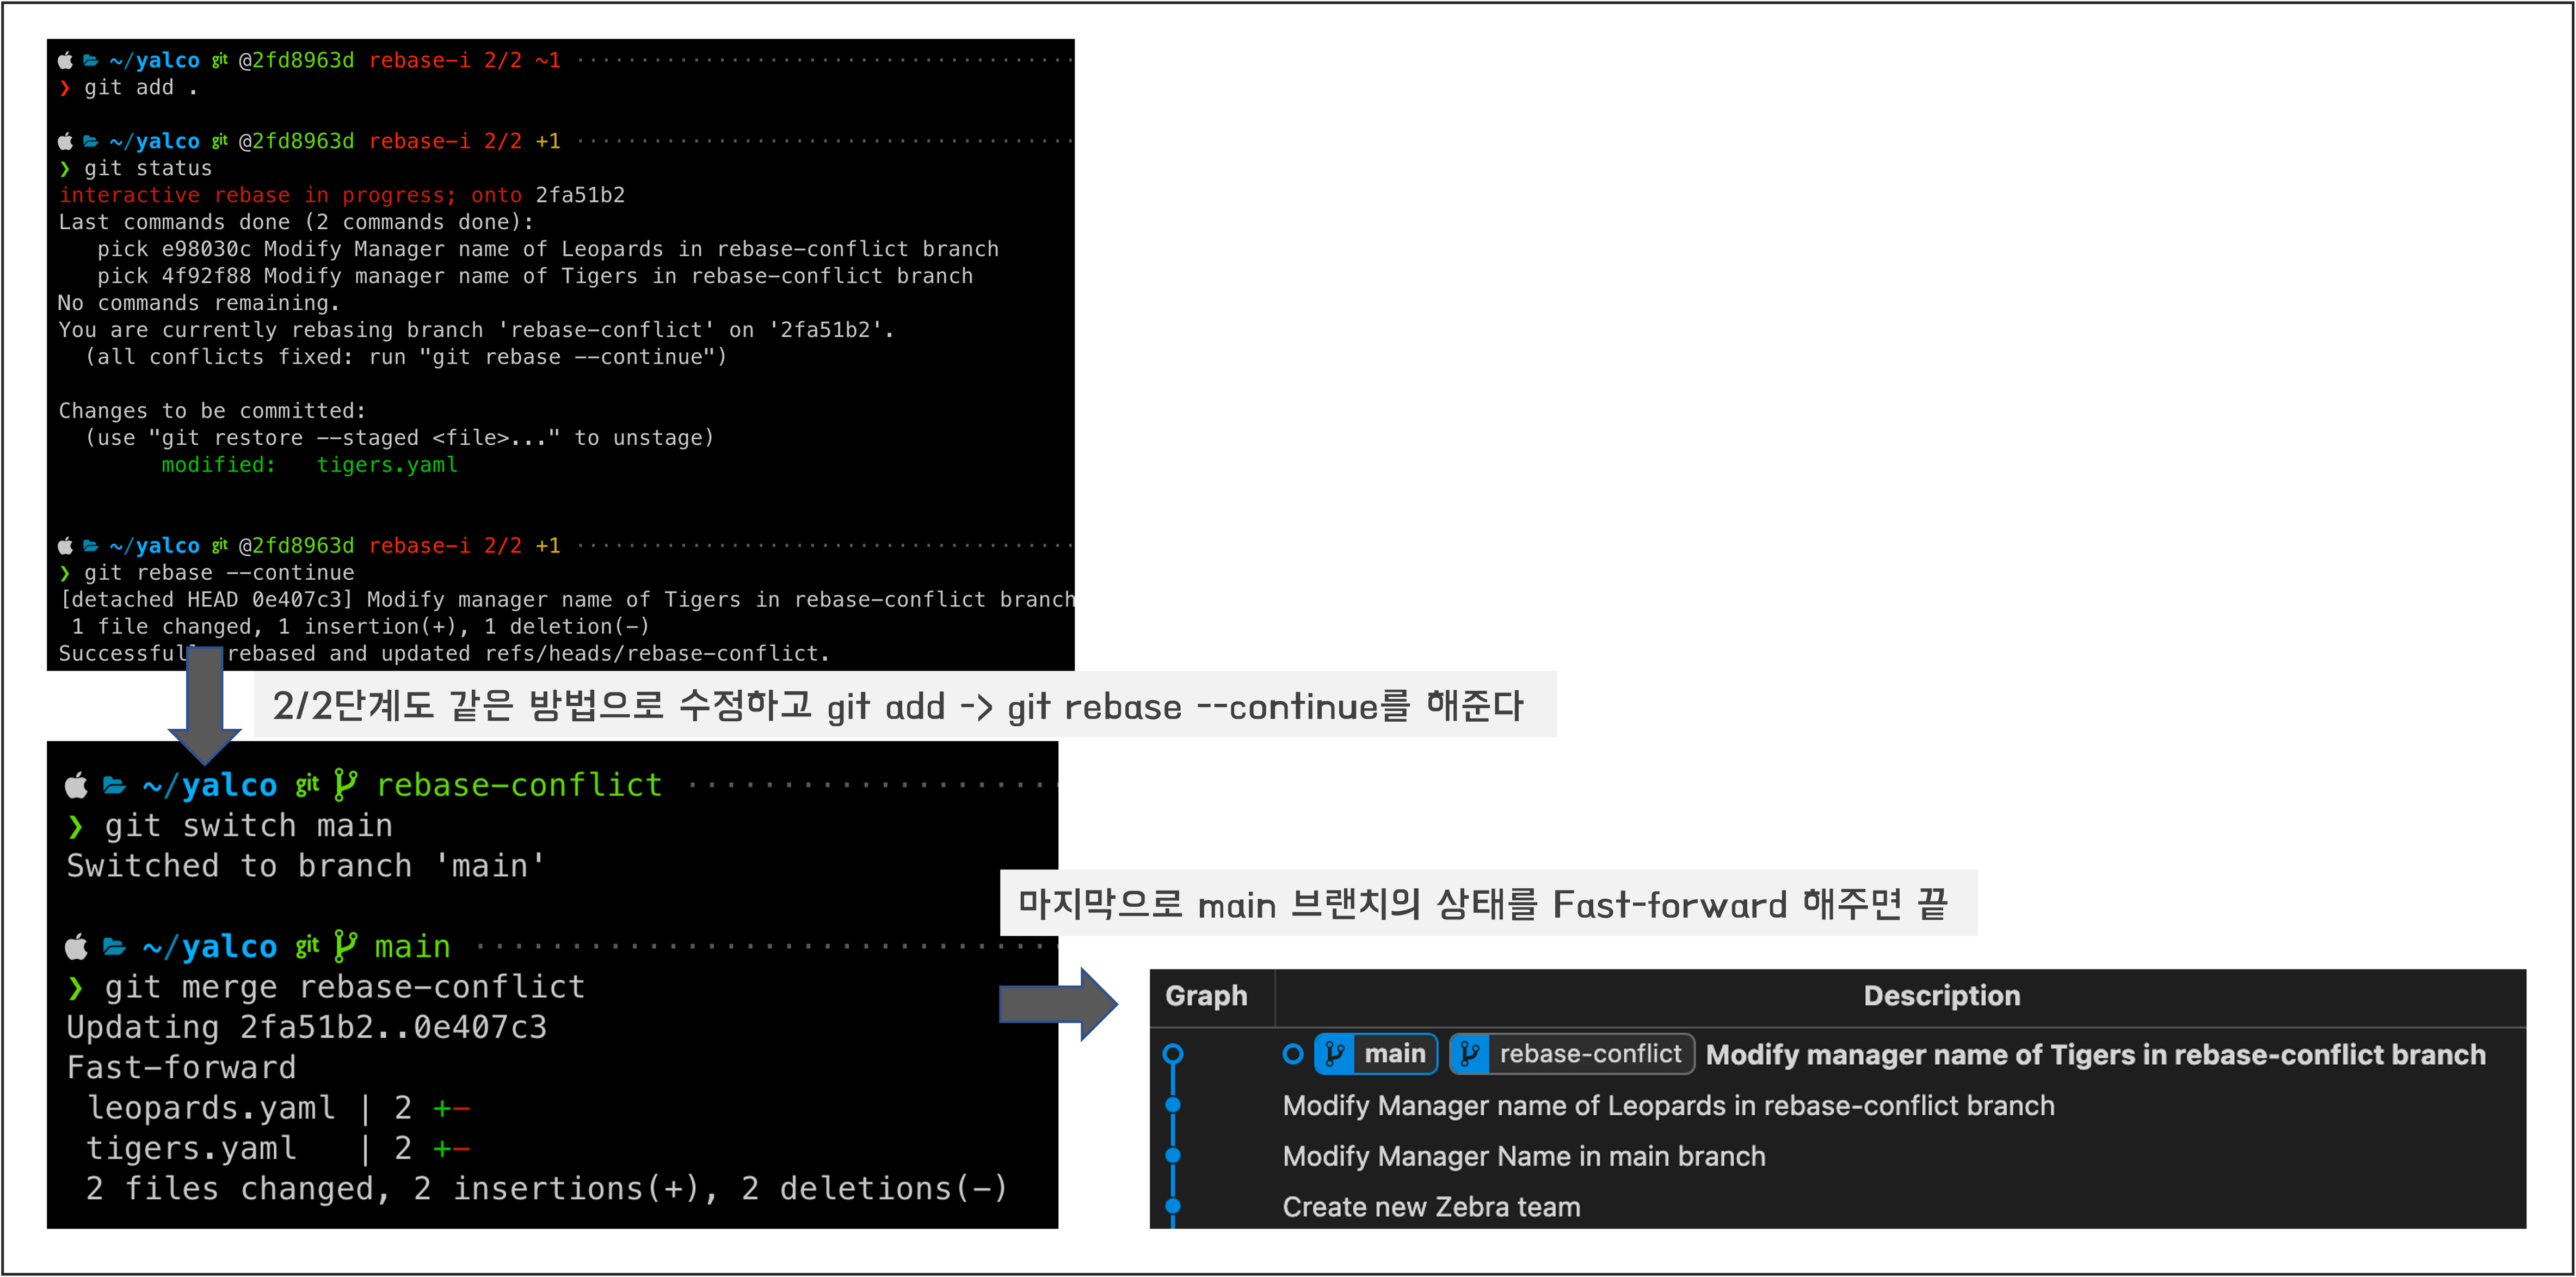 ~/yalco git @2fd8963d rebase-i 2/2 ~1
❯ git add .
~/yalco git @2fd8963d rebase-i 2/2 +1
❯ git status
interactive rebase in progress; onto 2fa51b2
Last commands done (2 commands done):
pick e98030c Modify Manager name of Leopards in rebase-conflict branch
pick 4f92f88 Modify manager name of Tigers in rebase-conflict branch
No commands remaining.
You are currently rebasing branch 'rebase-conflict' on '2fa51b2'.
(all conflicts fixed: run "git rebase --continue")
Changes to be committed:
(use "git restore --staged <file>..." to unstage)
modified:   tigers.yaml
~/yalco git @2fd8963d rebase-i 2/2 +1
❯ git rebase --continue
[detached HEAD 0e407c3] Modify manager name of Tigers in rebase-conflict branch
1 file changed, 1 insertion(+), 1 deletion(-)
Successful rebased and updated refs/heads/rebase-conflict.
2/2단계도 같은 방법으로 수정하고 git add -> git rebase --continue를 해준다
~/yalco git rebase-conflict
❯ git switch main
Switched to branch 'main'
~/yalco git main
❯ git merge rebase-conflict
Updating 2fa51b2..0e407c3
Fast-forward
leopards.yaml | 2 +-
tigers.yaml   | 2 +-
2 files changed, 2 insertions(+), 2 deletions(-)
마지막으로 main 브랜치의 상태를 Fast-forward 해주면 끝
Graph Description
main rebase-conflict Modify manager name of Tigers in rebase-conflict branch
Modify Manager name of Leopards in rebase-conflict branch
Modify Manager Name in main branch
Create new Zebra team